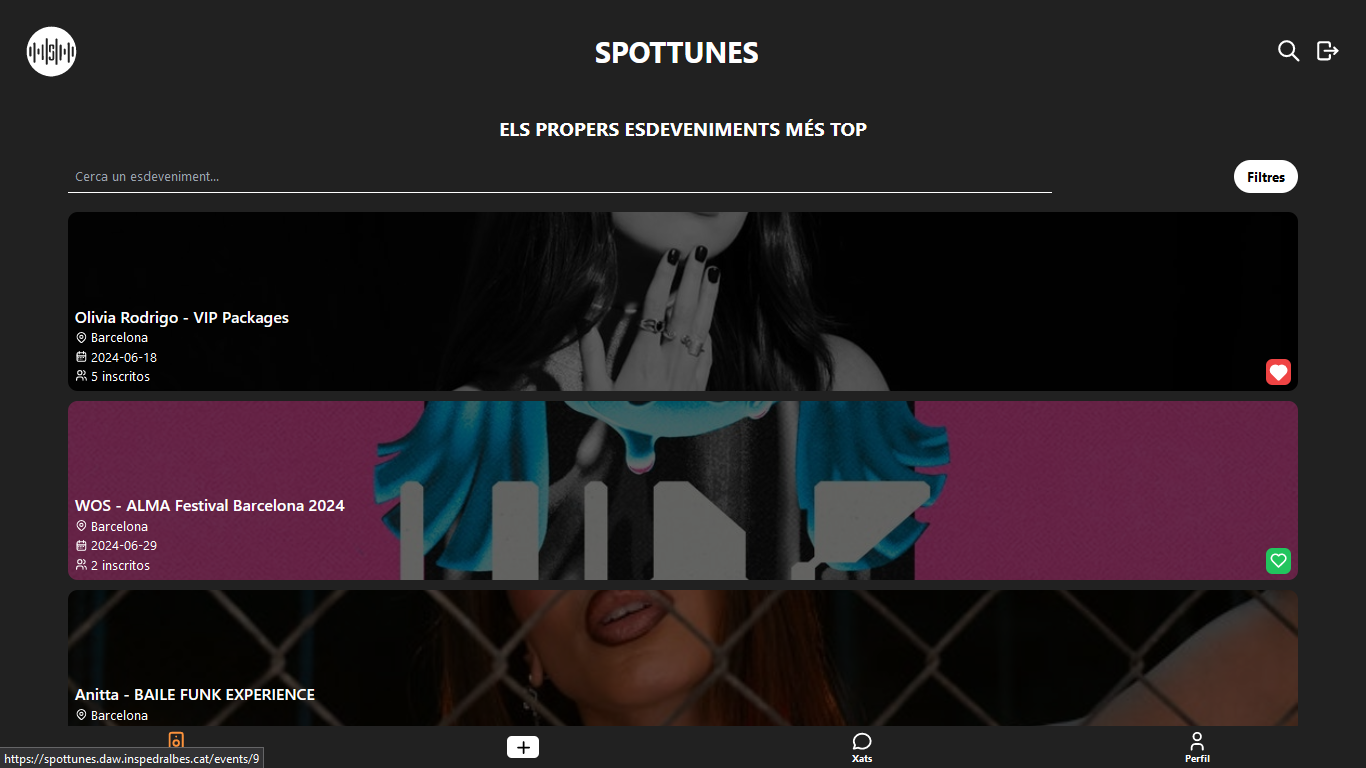 SPOTTUNES
ELS PROPERS ESDEVENIMENTS MÉS TOP
Cerca un esdeveniment...
Filtres
Olivia Rodrigo - VIP Packages
Barcelona
2024-06-18
5 inscritos
WOS - ALMA Festival Barcelona 2024
Barcelona
2024-06-29
2 inscritos
Anitta - BAILE FUNK EXPERIENCE
Barcelona
Xats
Perfil
https://spottunes.daw.inspedralbes.cat/events/9